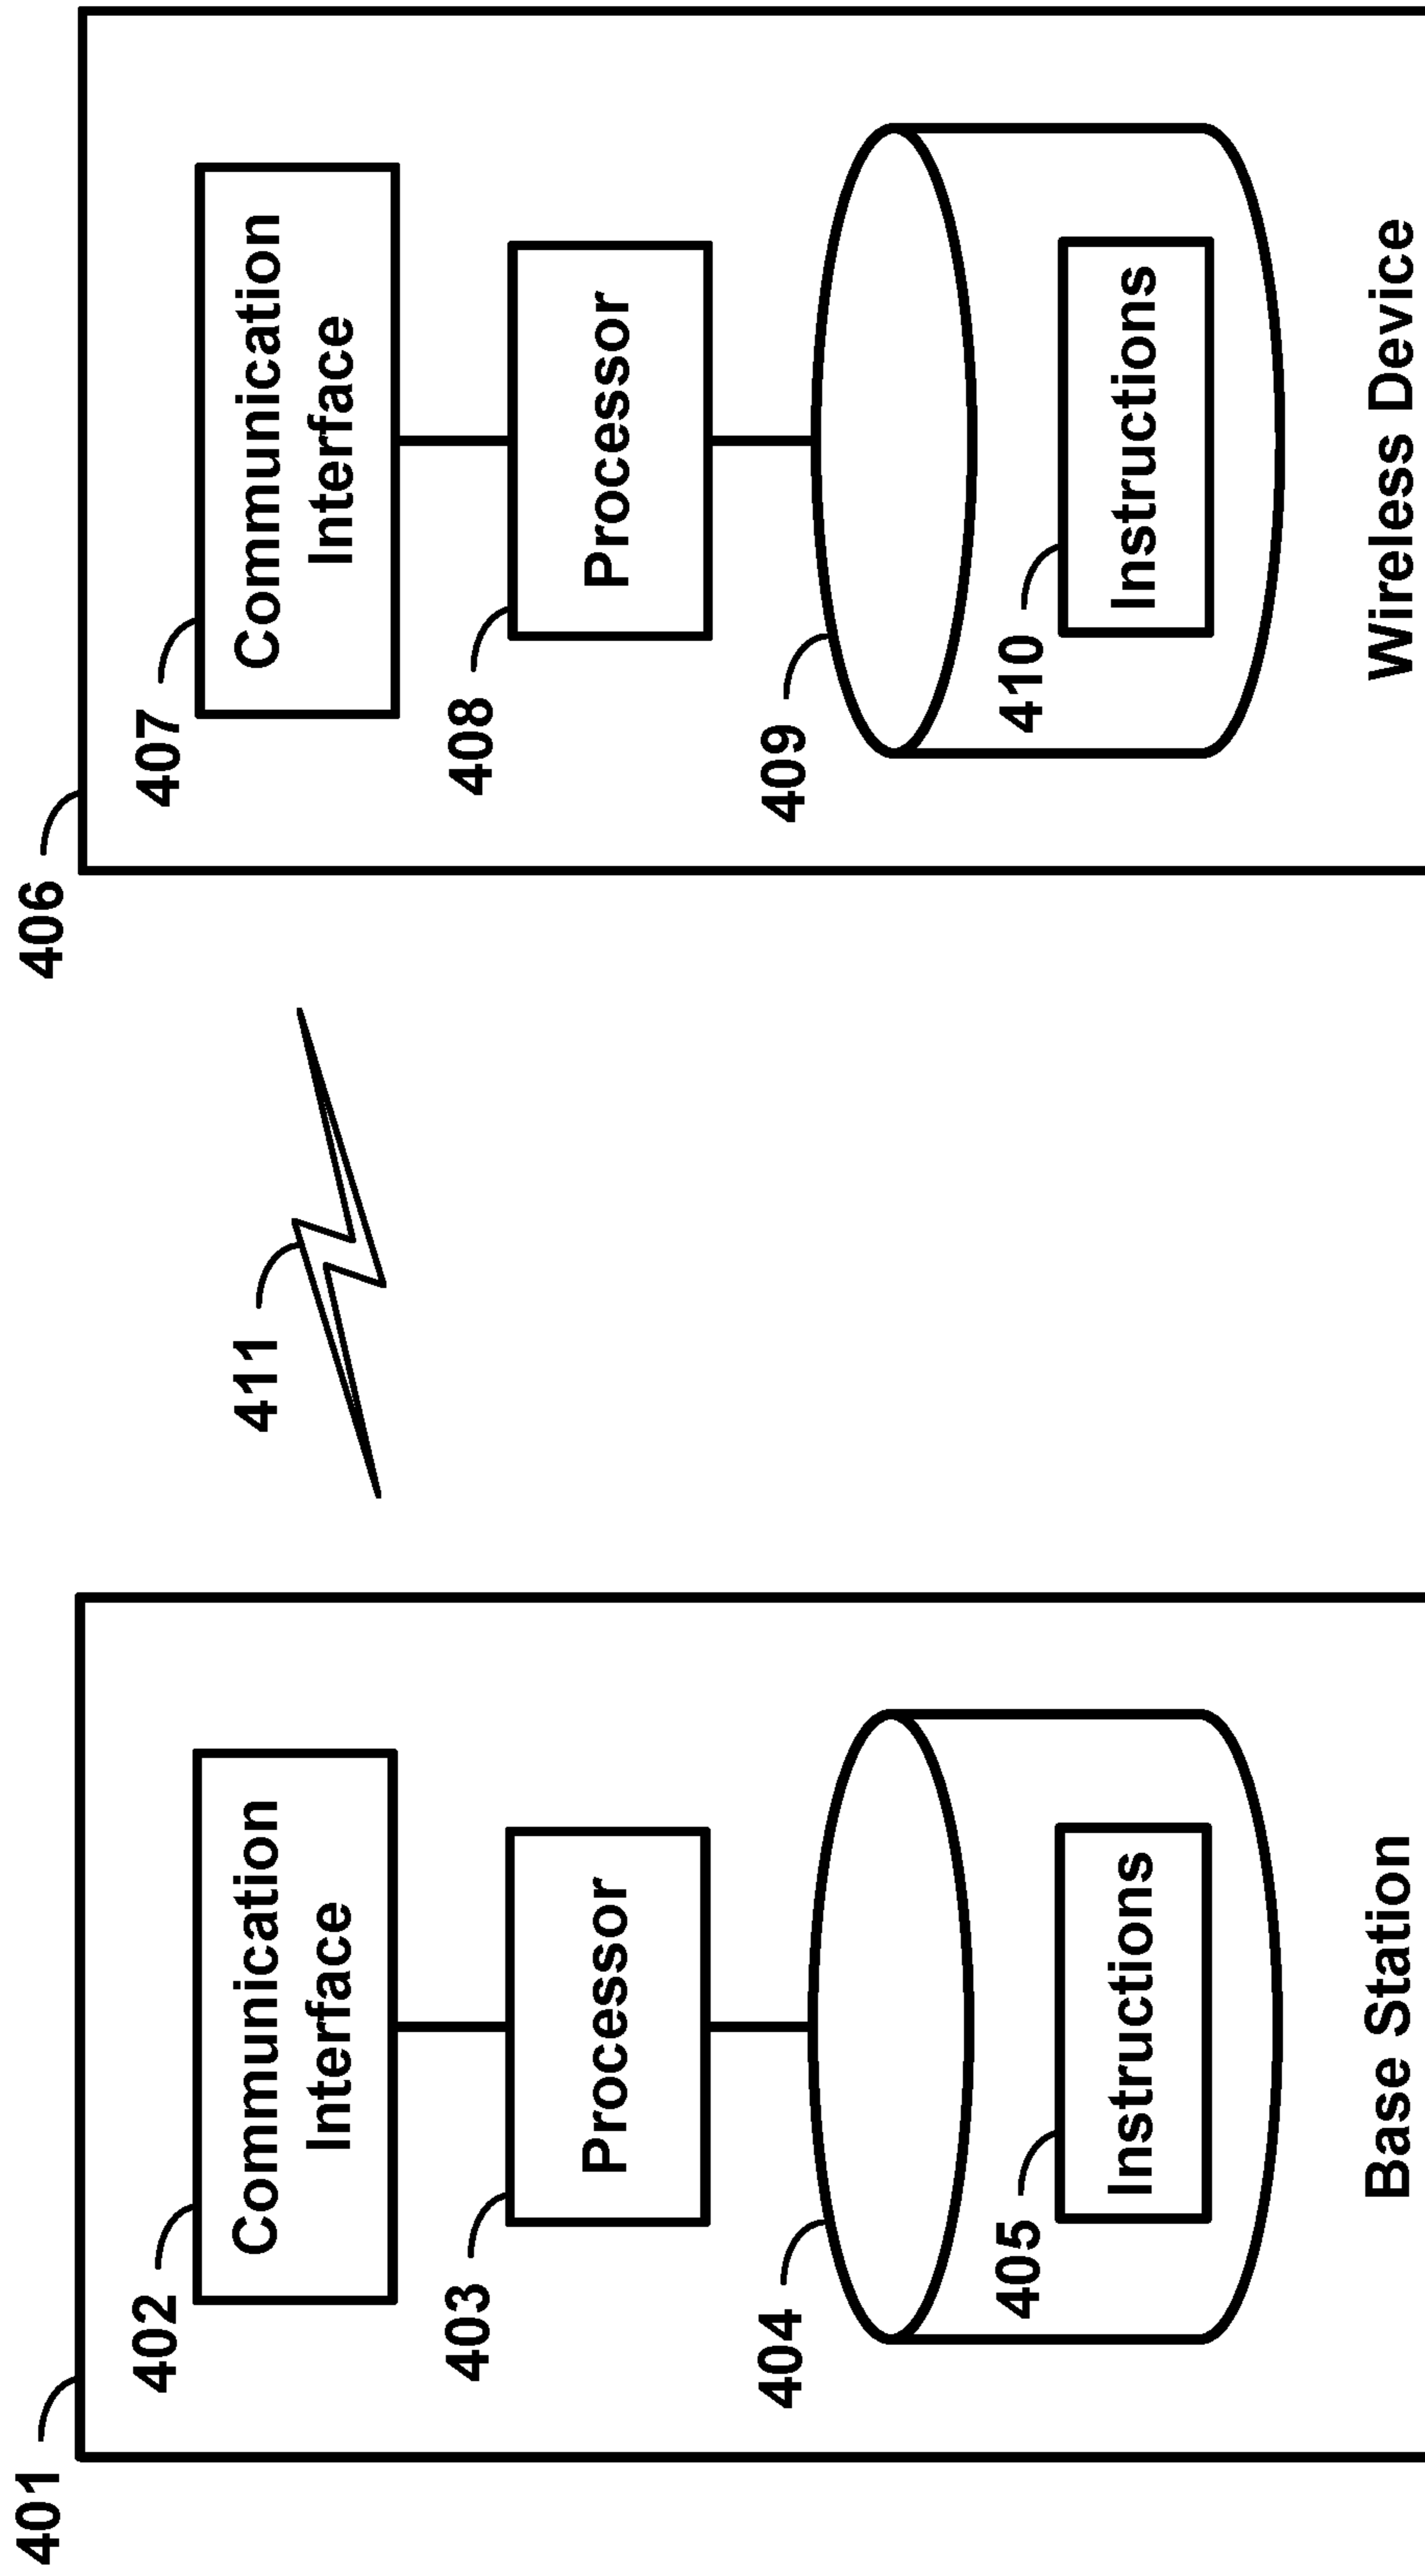 401
402
Communication
Interface
403
Processor
404
405
Instructions
Base Station
411
406
407
Communication
Interface
408
Processor
409
410
Instructions
Wireless Device